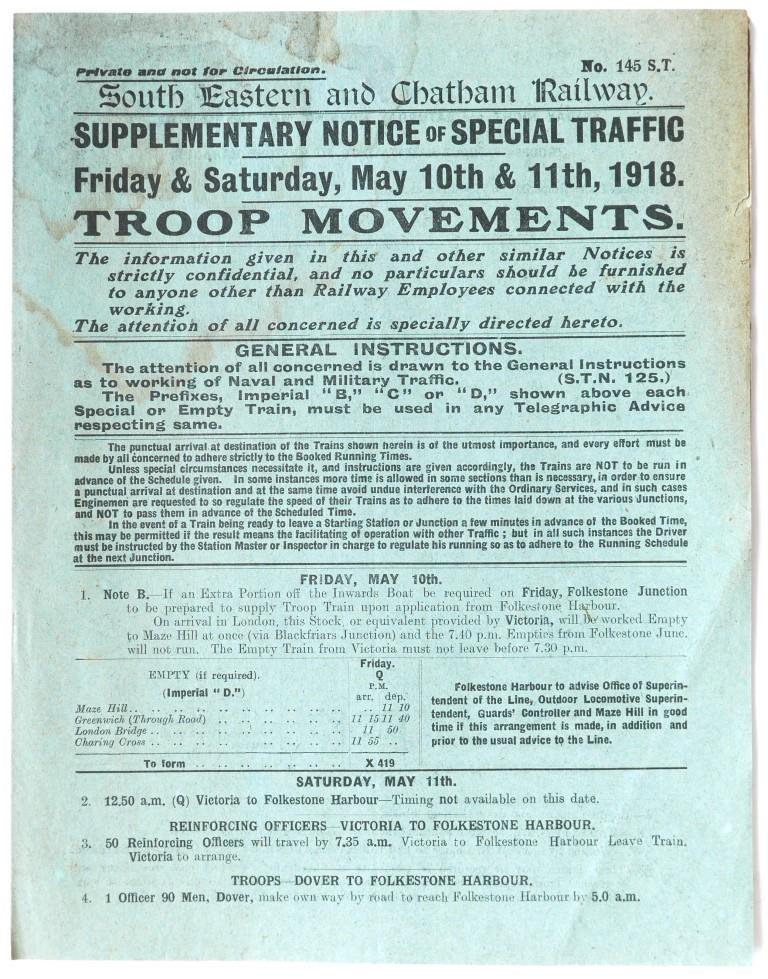 Private and not for Circulation. No. 145 S.T.
South Eastern and Chatham Railway.
SUPPLEMENTARY NOTICE OF SPECIAL TRAFFIC
Friday & Saturday, May 10th & 11th, 1918.
TROOP MOVEMENTS.
The information given in this and other similar Notices is
strictly confidential, and no particulars should be furnished
to anyone other than Railway Employees connected with the
working.
The attention of all concerned is specially directed hereto.
GENERAL INSTRUCTIONS.
The attention of all concerned is drawn to the General Instructions
as to working of Naval and Military Traffic. (S.T.N. 125.)
The Prefixes, Imperial "B," "C" or "D," shown above each
Special or Empty Train, must be used in any Telegraphic Advice
respecting same.
The punctual arrival at destination of the Trains shown herein is of the utmost importance, and every effort must be
made by all concerned to adhere strictly to the Booked Running Times.
Unless special circumstances necessitate it, and instructions are given accordingly, the Trains are NOT to be run in
advance of the Schedule given. In some instances more time is allowed in some sections than is necessary, in order to ensure
a punctual arrival at destination and at the same time avoid undue interference with the Ordinary Services, and in such cases
Enginemen are requested to so regulate the speed of their Trains as to adhere to the times laid down at the various Junctions,
and NOT to pass them in advance of the Scheduled Time.
In the event of a Train being ready to leave a Starting Station or Junction a few minutes in advance of the Booked Time,
this may be permitted if the result means the facilitating of operation with other Traffic ; but in all such instances the Driver
must be instructed by the Station Master or Inspector in charge to regulate his running so as to adhere to the Running Schedule
at the next Junction.
FRIDAY, MAY 10th.
1. Note B.—If an Extra Portion off the Inwards Boat be required on Friday, Folkestone Junction
to be prepared to supply Troop Train upon application from Folkestone Harbour.
On arrival in London, this Stock, or equivalent provided by Victoria, will be worked Empty
to Maze Hill at once (via Blackfriars Junction) and the 7.40 p.m. Empties from Folkestone Junc.
will not run. The Empty Train from Victoria must not leave before 7.30 p.m.
EMPTY (if required).
(Imperial "D.")
Friday.
Q
P.M.
arr. dep.
Maze Hill .. .. .. .. .. .. .. .. .. 11 10
Greenwich (Through Road) .. .. .. .. .. .. 11 15 11 40
London Bridge .. .. .. .. .. .. .. .. 11 50
Charing Cross .. .. .. .. .. .. .. .. 11 55 ..
To form .. .. .. .. .. .. X 419
Folkestone Harbour to advise Office of Superin-
tendent of the Line, Outdoor Locomotive Superin-
tendent, Guards' Controller and Maze Hill in good
time if this arrangement is made, in addition and
prior to the usual advice to the Line.
SATURDAY, MAY 11th.
2. 12.50 a.m. (Q) Victoria to Folkestone Harbour—Timing not available on this date.
REINFORCING OFFICERS—VICTORIA TO FOLKESTONE HARBOUR.
3. 50 Reinforcing Officers will travel by 7.35 a.m. Victoria to Folkestone Harbour Leave Train.
Victoria to arrange.
TROOPS—DOVER TO FOLKESTONE HARBOUR.
4. 1 Officer 90 Men, Dover, make own way by road to reach Folkestone Harbour by 5.0 a.m.